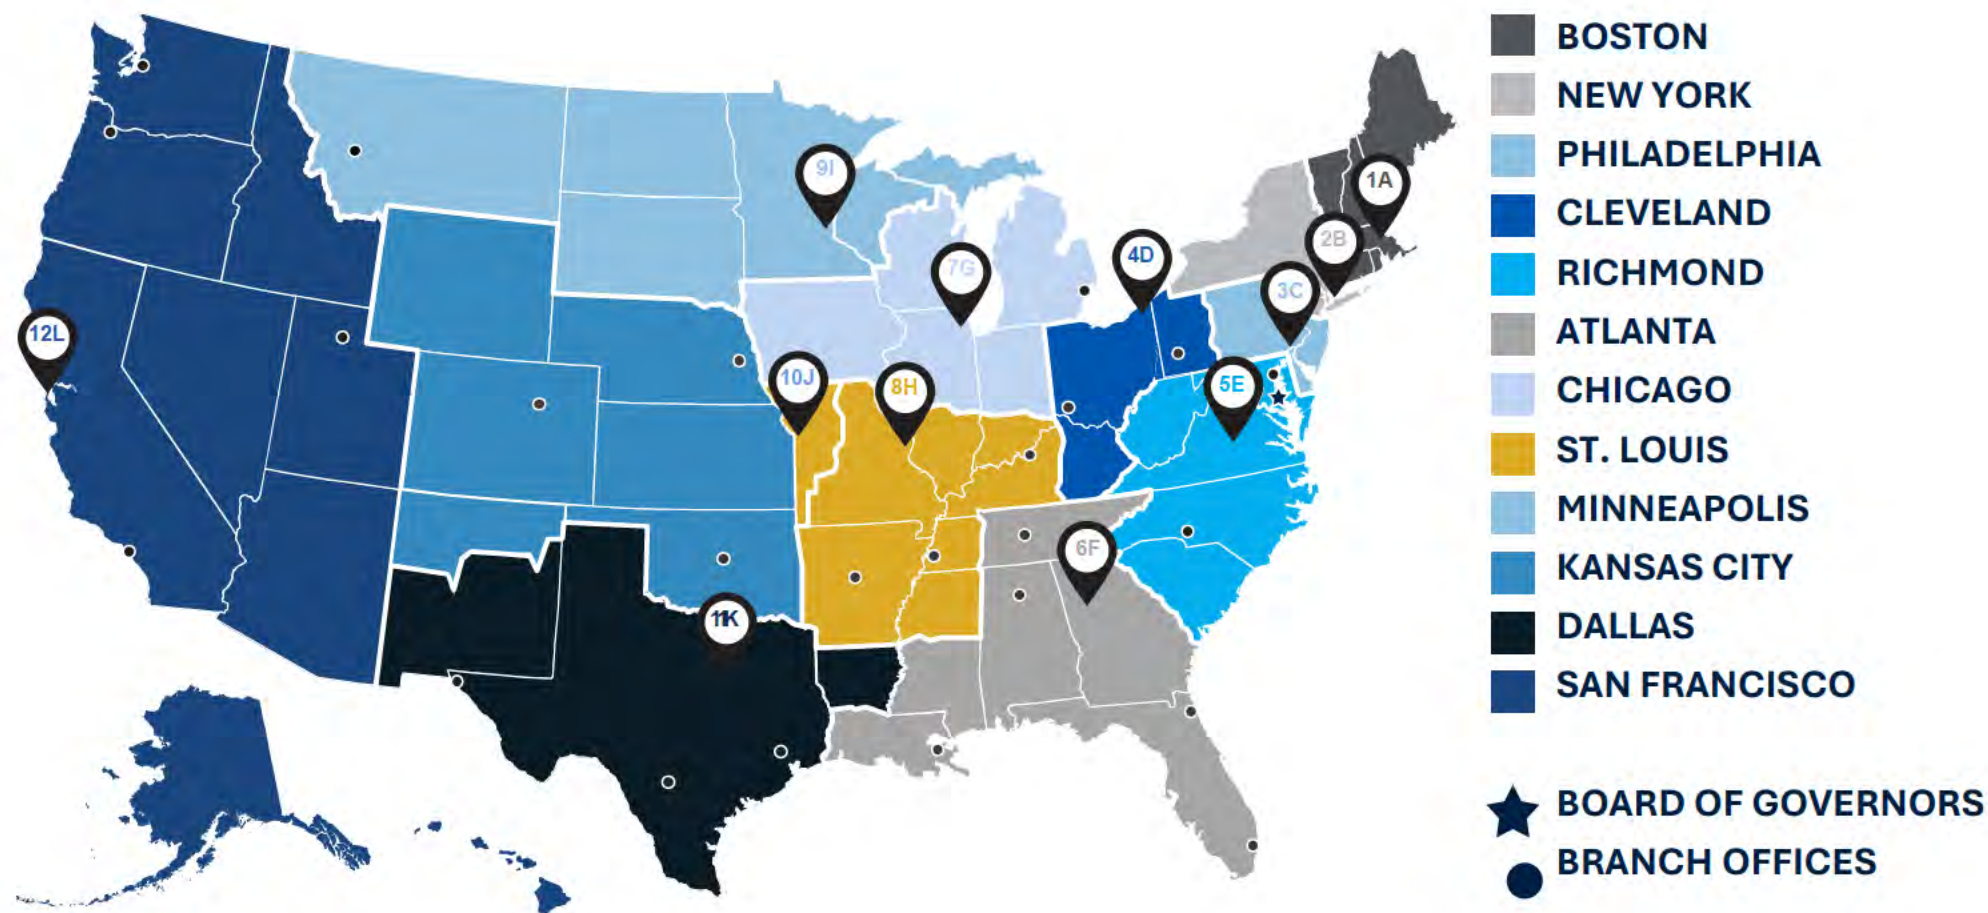 BOSTON
NEW YORK
PHILADELPHIA
CLEVELAND
RICHMOND
ATLANTA
CHICAGO
ST. LOUIS
MINNEAPOLIS
KANSAS CITY
DALLAS
SAN FRANCISCO
BOARD OF GOVERNORS
BRANCH OFFICES
9I
1A
2B
4D
7G
3C
12L
10J
8H
5E
6F
11K